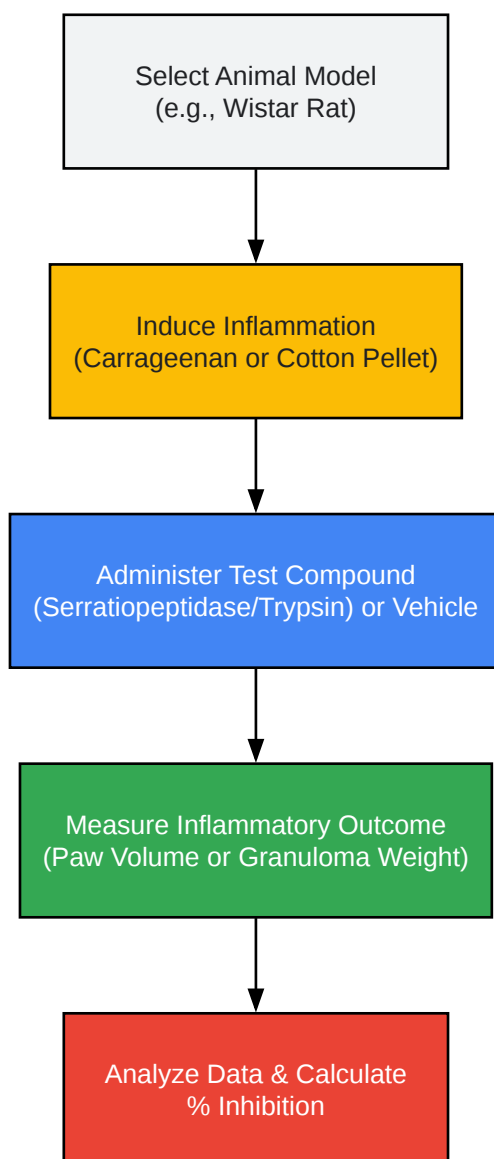 Select Animal Model
(e.g., Wistar Rat)
Induce Inflammation
(Carrageenan or Cotton Pellet)
Administer Test Compound
(Serratiopeptidase/Trypsin) or Vehicle
Measure Inflammatory Outcome
(Paw Volume or Granuloma Weight)
Analyze Data & Calculate
% Inhibition